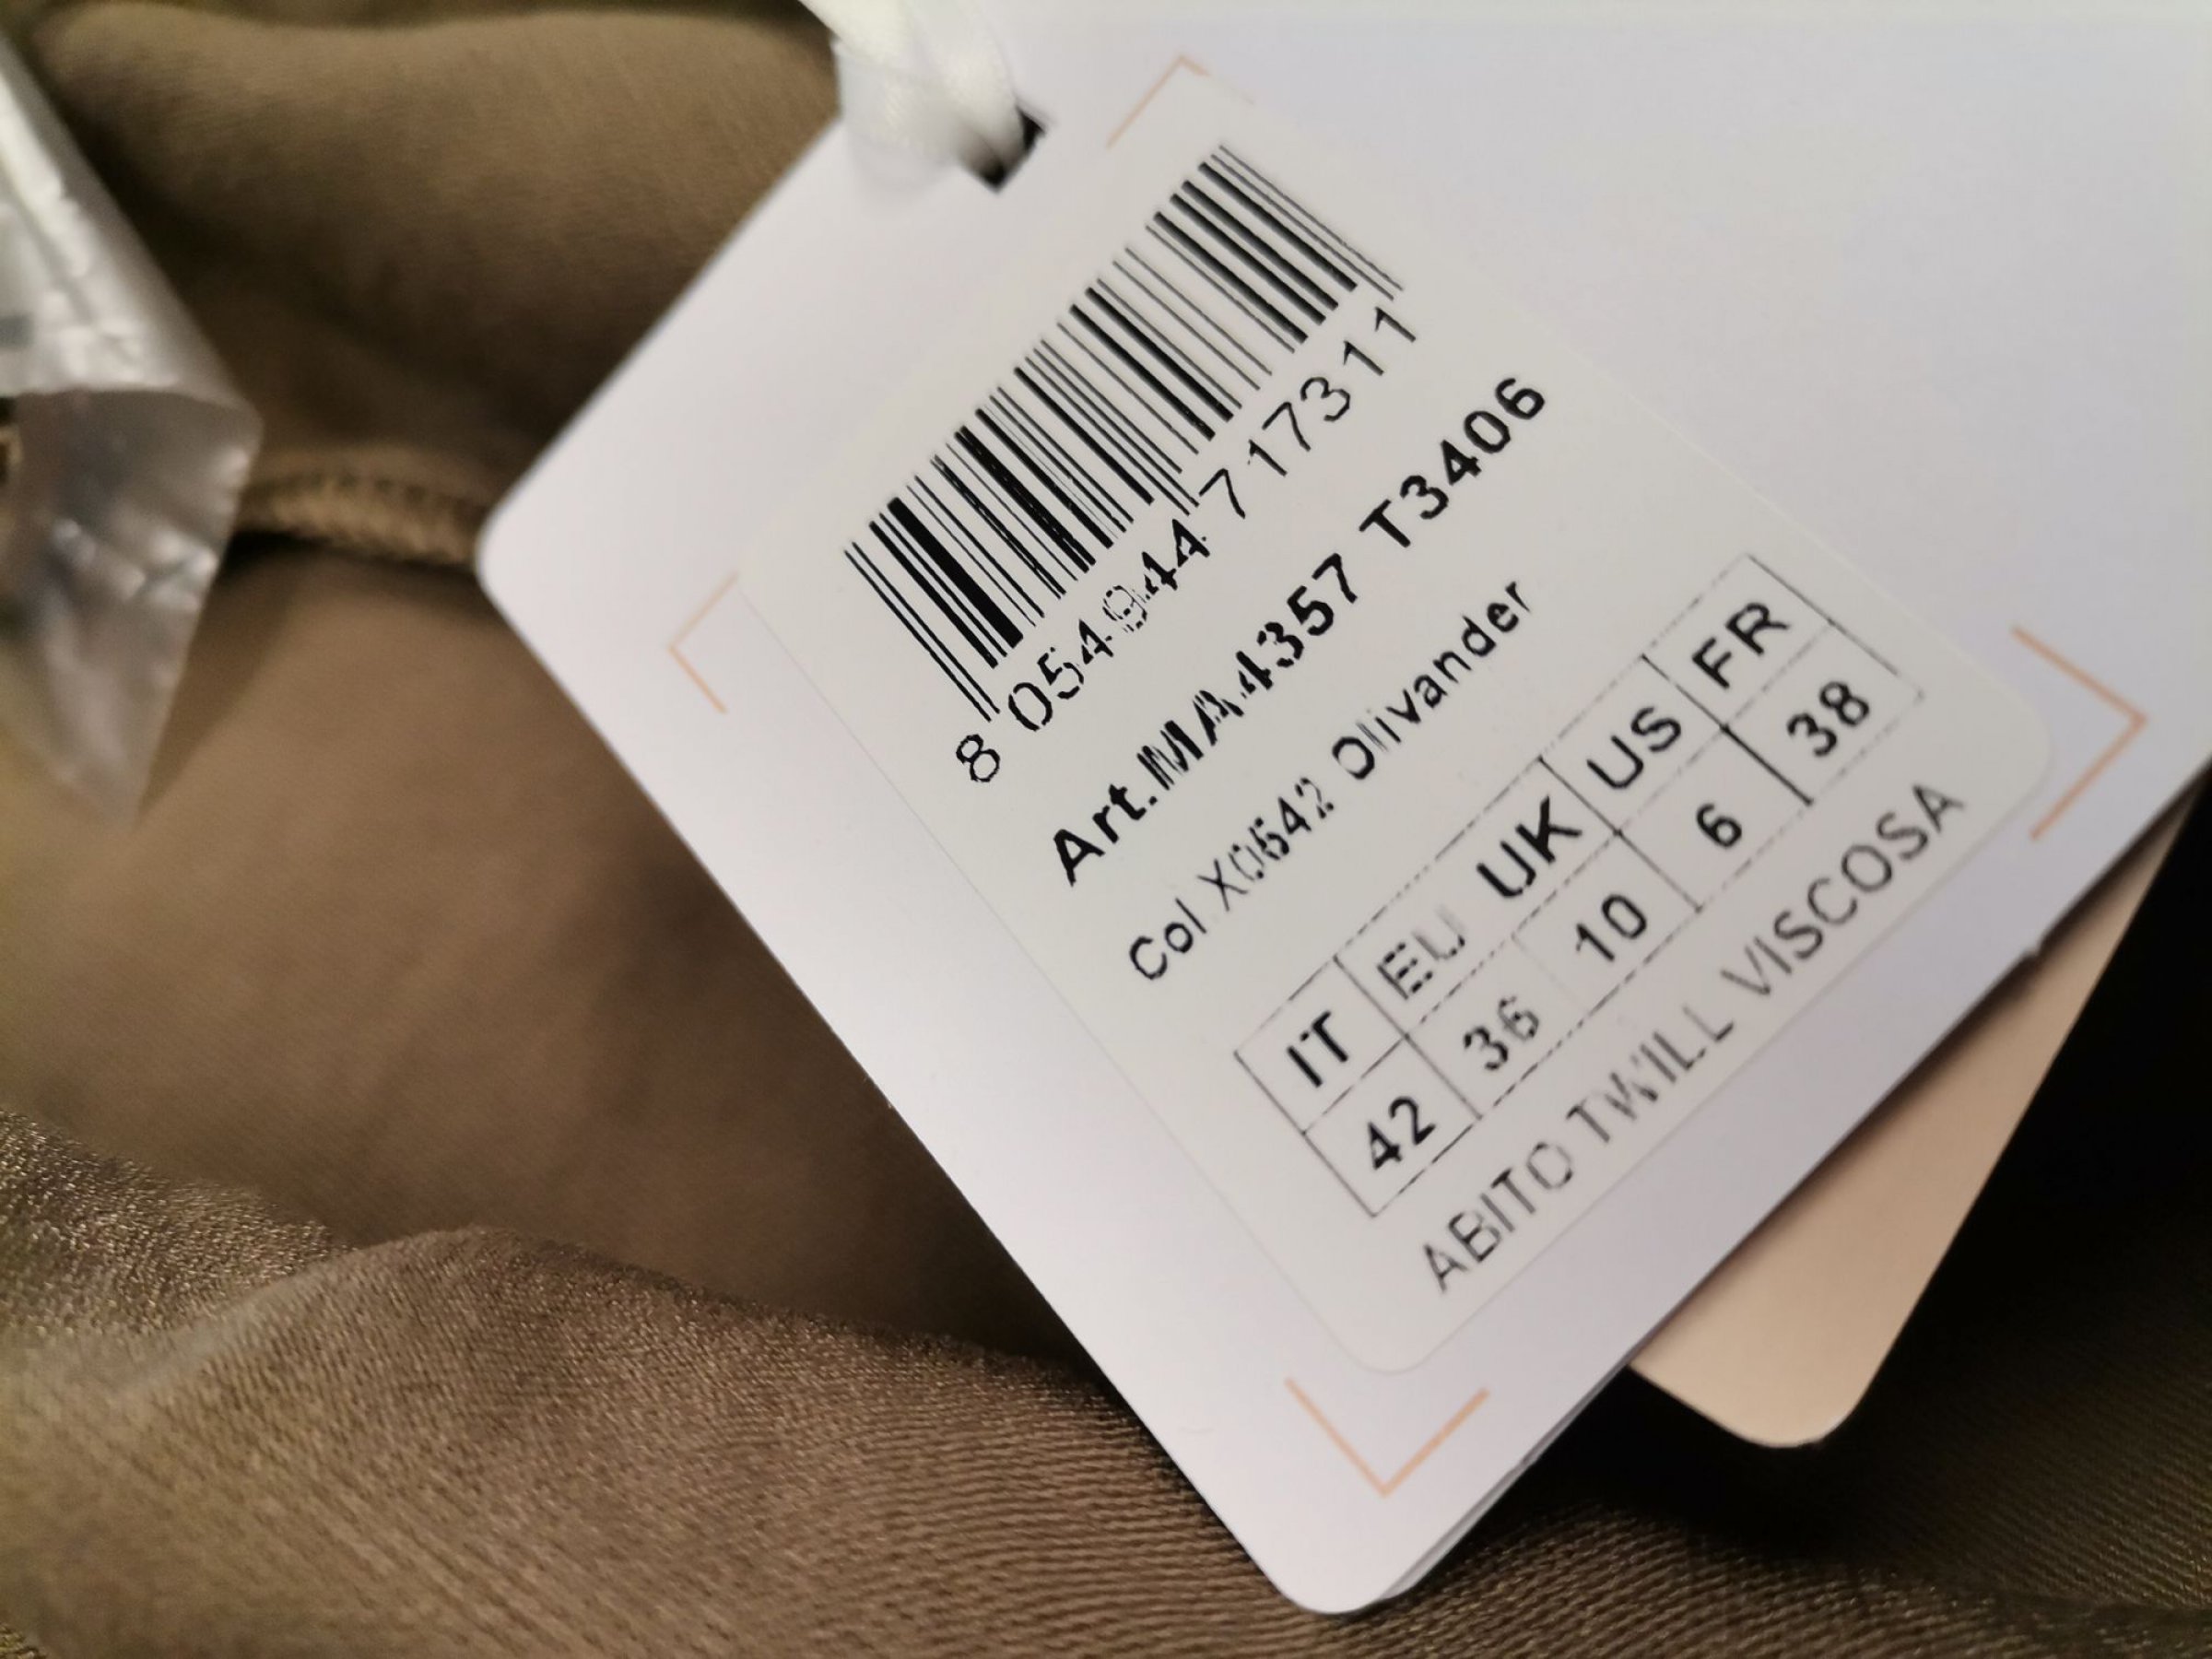 8 054944 717311
Art.MA4357 T3406
Col X0642 Olivander
IT EU UK US FR
42 36 10 6 38
ABITO TWILL VISCOSA